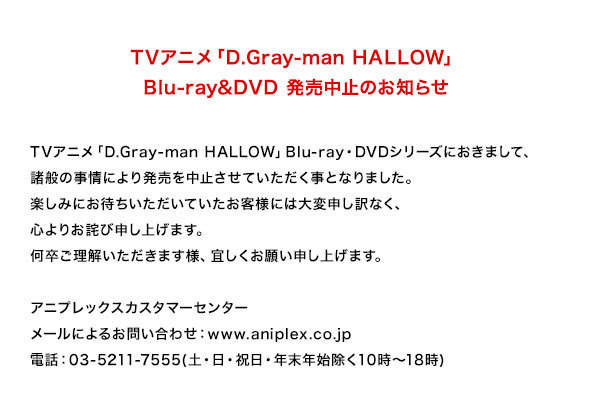 TVアニメ「D.Gray-man HALLOW」
Blu-ray&DVD 発売中止のお知らせ
TVアニメ「D.Gray-man HALLOW」Blu-ray・DVDシリーズにおきまして、
諸般の事情により発売を中止させていただく事となりました。
楽しみにお待ちいただいていたお客様には大変申し訳なく、
心よりお詫び申し上げます。
何卒ご理解いただきます様、宜しくお願い申し上げます。
アニプレックスカスタマーセンター
メールによるお問い合わせ：www.aniplex.co.jp
電話：03-5211-7555(土・日・祝日・年末年始除く10時〜18時)